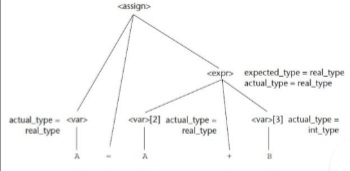 <assign>
<expr> expected_type = real_type
actual_type = real_type
actual_type = <var> <var>[2] actual_type = <var>[3] actual_type =
real_type real_type int_type
A = A + B